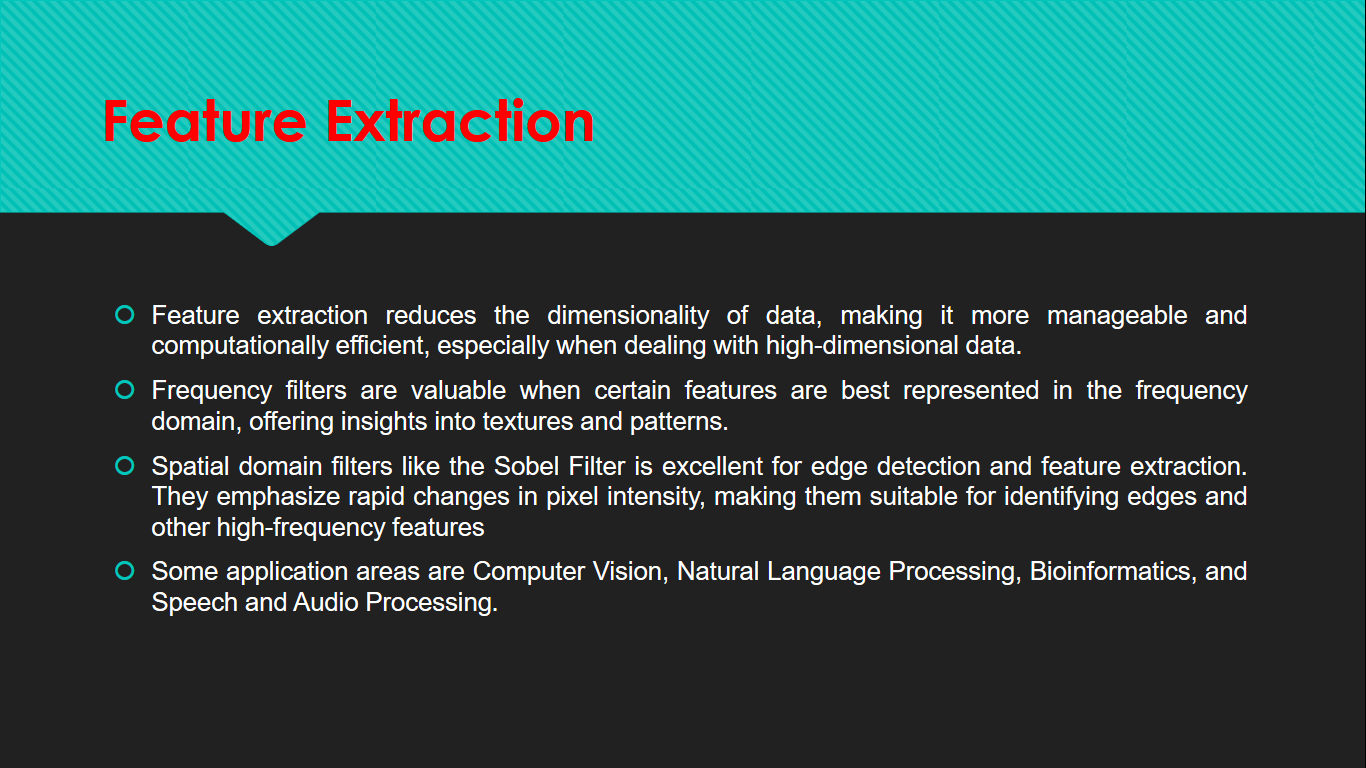 Feature Extraction
Feature extraction reduces the dimensionality of data, making it more manageable and
computationally efficient, especially when dealing with high-dimensional data.
Frequency filters are valuable when certain features are best represented in the frequency
domain, offering insights into textures and patterns.
Spatial domain filters like the Sobel Filter is excellent for edge detection and feature extraction.
They emphasize rapid changes in pixel intensity, making them suitable for identifying edges and
other high-frequency features
Some application areas are Computer Vision, Natural Language Processing, Bioinformatics, and
Speech and Audio Processing.